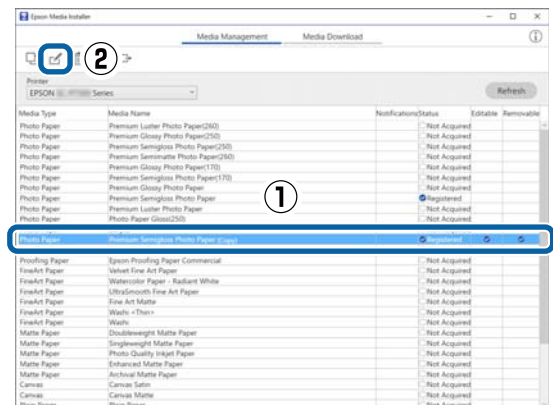 Epson Media Installer
Media Management Media Download
②
Printer
EPSON Series
Refresh
Media Type Media Name Notifications Status Editable Removable
Photo Paper Premium Luster Photo Paper(260) Not Acquired
Photo Paper Premium Glossy Photo Paper(250) Not Acquired
Photo Paper Premium Semigloss Photo Paper(250) Not Acquired
Photo Paper Premium Semimatte Photo Paper(260) Not Acquired
Photo Paper Premium Glossy Photo Paper(170) Not Acquired
Photo Paper Premium Semigloss Photo Paper(170) Not Acquired
Photo Paper Premium Glossy Photo Paper Not Acquired
Photo Paper Premium Semigloss Photo Paper Registered
Photo Paper Premium Luster Photo Paper Not Acquired
Photo Paper Photo Paper Gloss(250) Not Acquired
①
Photo Paper Premium Semigloss Photo Paper (Copy) Registered
Proofing Paper Epson Proofing Paper Commercial Not Acquired
FineArt Paper Velvet Fine Art Paper Not Acquired
FineArt Paper Watercolor Paper - Radiant White Not Acquired
FineArt Paper UltraSmooth Fine Art Paper Not Acquired
FineArt Paper Fine Art Matte Not Acquired
FineArt Paper Washi <Thin> Not Acquired
FineArt Paper Washi Not Acquired
Matte Paper Doubleweight Matte Paper Not Acquired
Matte Paper Singleweight Matte Paper Not Acquired
Matte Paper Photo Quality Inkjet Paper Not Acquired
Matte Paper Enhanced Matte Paper Not Acquired
Matte Paper Archival Matte Paper Not Acquired
Canvas Canvas Satin Not Acquired
Canvas Canvas Matte Not Acquired